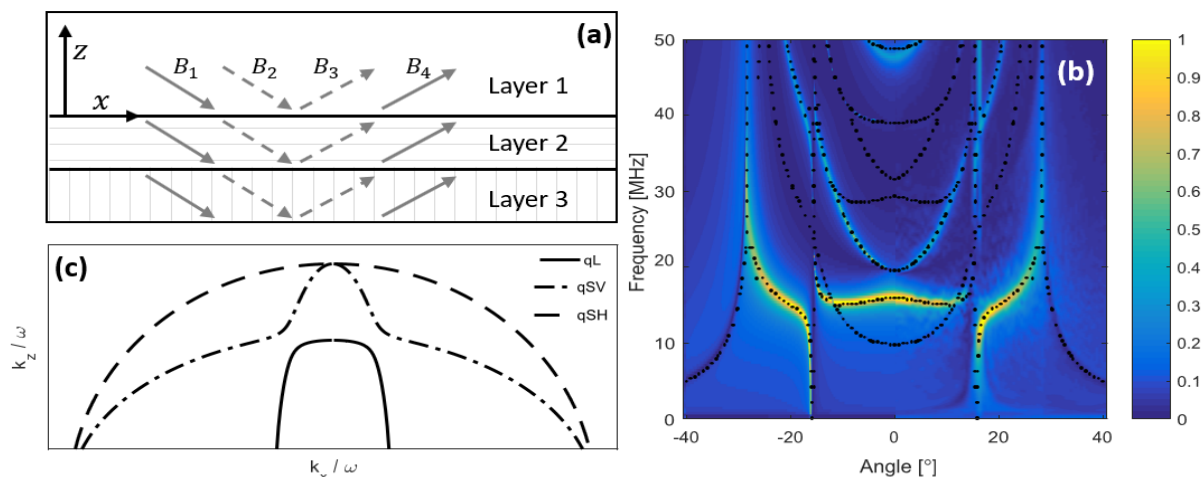 (a)
z
x
B1 B2 B3 B4
Layer 1
Layer 2
Layer 3
(b)
50
40
30
20
10
0
Frequency [MHz]
-40 -20 0 20 40
Angle [°]
1
0.9
0.8
0.7
0.6
0.5
0.4
0.3
0.2
0.1
0
(c)
qL
qSV
qSH
k_z / ω
k_x / ω